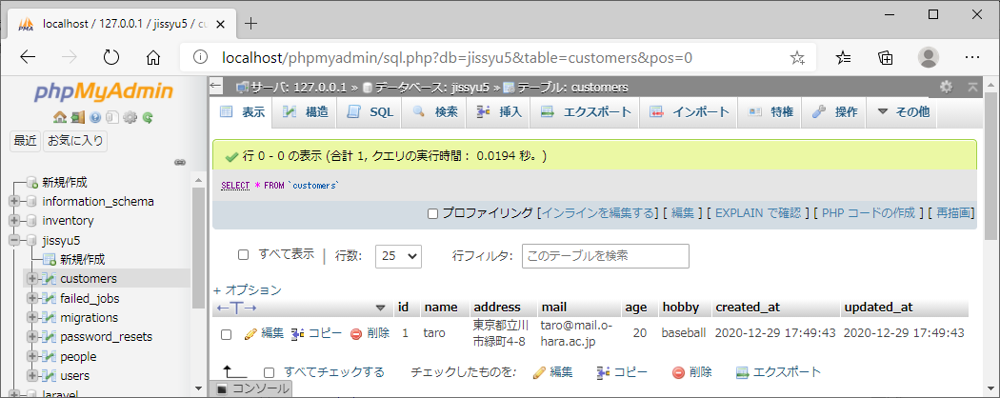 localhost / 127.0.0.1 / jissyu5 / cu
localhost/phpmyadmin/sql.php?db=jissyu5&table=customers&pos=0
phpMyAdmin
最近 お気に入り
新規作成
information_schema
inventory
jissyu5
新規作成
customers
failed_jobs
migrations
password_resets
people
users
laravel
サーバ: 127.0.0.1 » データベース: jissyu5 » テーブル: customers
表示 構造 SQL 検索 挿入 エクスポート インポート 特権 操作 その他
行 0 - 0 の表示 (合計 1, クエリの実行時間： 0.0194 秒。)
SELECT * FROM `customers`
プロファイリング [インラインを編集する] [ 編集 ] [ EXPLAIN で確認 ] [ PHP コードの作成 ] [ 再描画]
すべて表示 | 行数: 25 行フィルタ: このテーブルを検索
+ オプション
←T→ id name address mail age hobby created_at updated_at
編集 コピー 削除 1 taro 東京都立川 taro@mail.o- 20 baseball 2020-12-29 17:49:43 2020-12-29 17:49:43
市緑町4-8 hara.ac.jp
すべてチェックする チェックしたものを: 編集 コピー 削除 エクスポート
コンソール